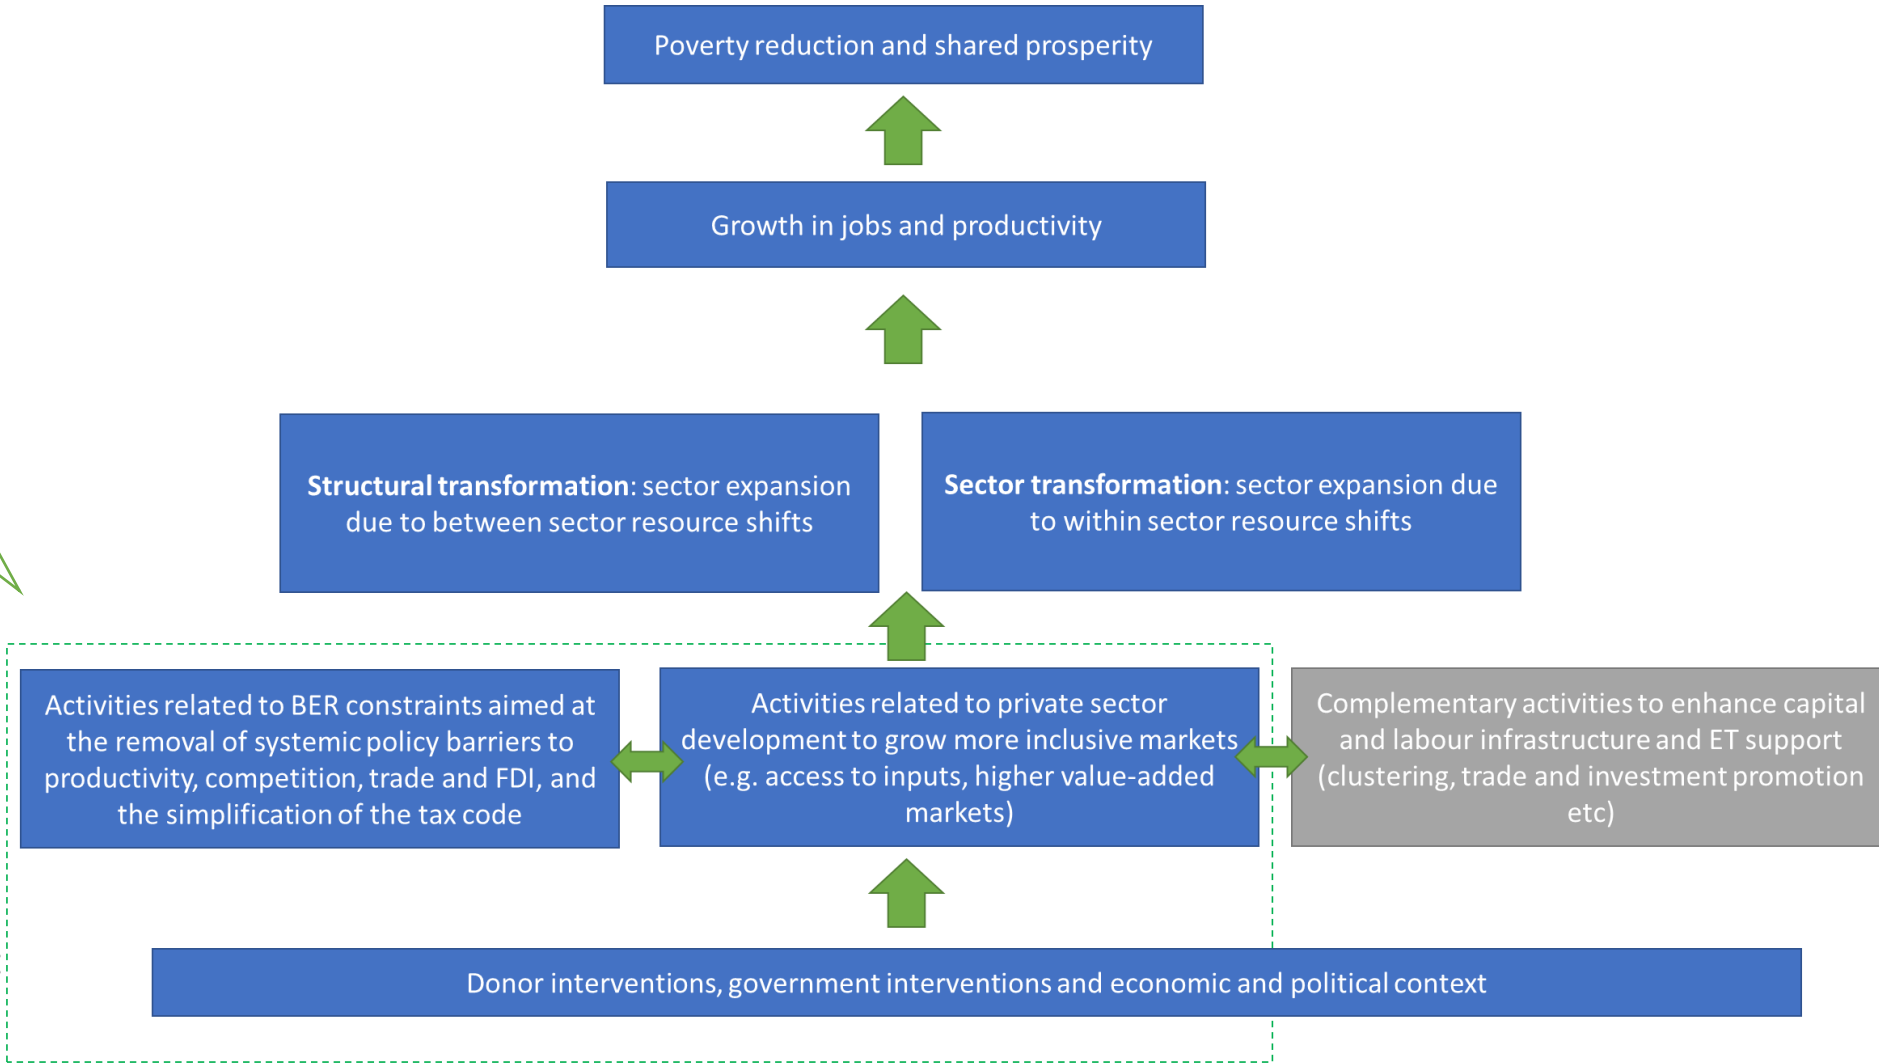 Poverty reduction and shared prosperity
Growth in jobs and productivity
Structural transformation: sector expansion
due to between sector resource shifts
Sector transformation: sector expansion due
to within sector resource shifts
Activities related to BER constraints aimed at
the removal of systemic policy barriers to
productivity, competition, trade and FDI, and
the simplification of the tax code
Activities related to private sector
development to grow more inclusive markets
(e.g. access to inputs, higher value-added
markets)
Complementary activities to enhance capital
and labour infrastructure and ET support
(clustering, trade and investment promotion
etc)
Donor interventions, government interventions and economic and political context